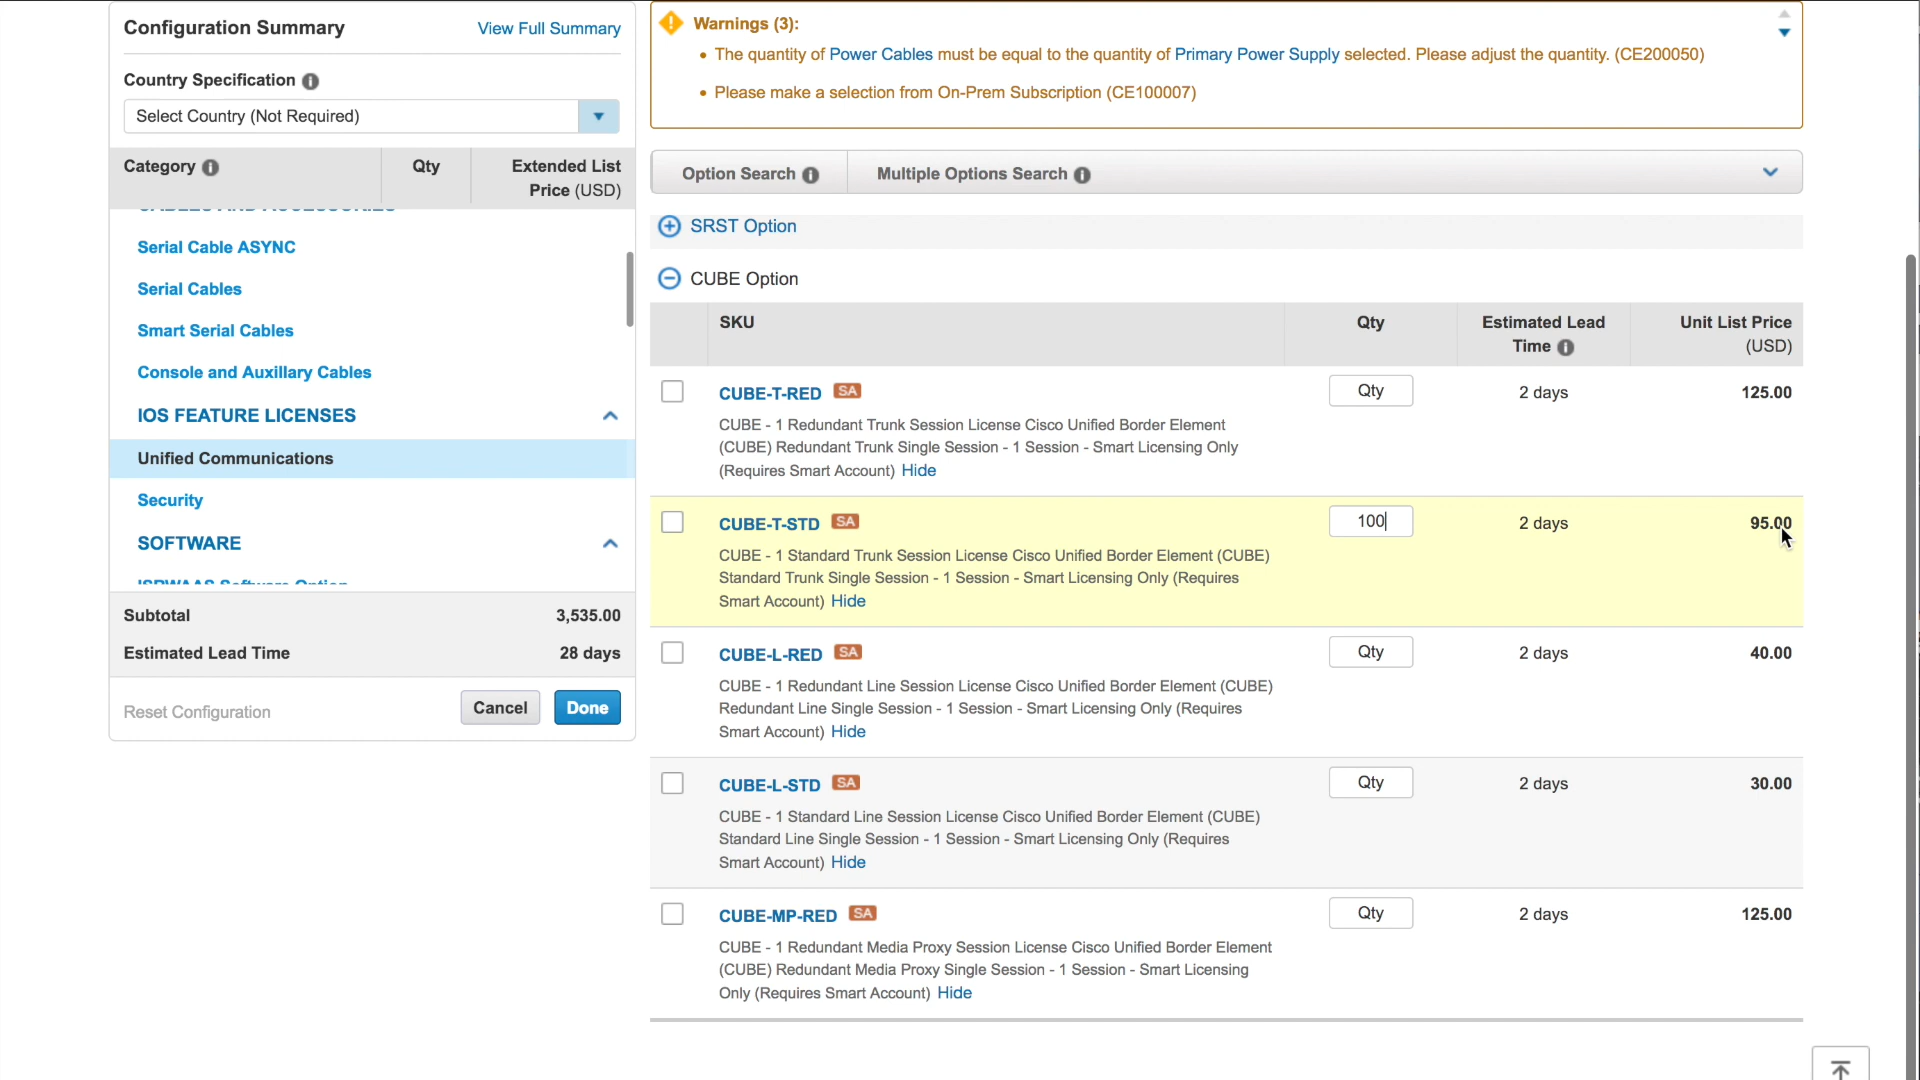 Configuration Summary
View Full Summary
Country Specification
Select Country (Not Required)
Category
Qty
Extended List
Price (USD)
Serial Cable ASYNC
Serial Cables
Smart Serial Cables
Console and Auxillary Cables
IOS FEATURE LICENSES
Unified Communications
Security
SOFTWARE
Subtotal 3,535.00
Estimated Lead Time 28 days
Reset Configuration
Cancel
Done
Warnings (3):
• The quantity of Power Cables must be equal to the quantity of Primary Power Supply selected. Please adjust the quantity. (CE200050)
• Please make a selection from On-Prem Subscription (CE100007)
Option Search
Multiple Options Search
SRST Option
CUBE Option
SKU
Qty
Estimated Lead
Time
Unit List Price
(USD)
CUBE-T-RED SA Qty 2 days 125.00
CUBE - 1 Redundant Trunk Session License Cisco Unified Border Element
(CUBE) Redundant Trunk Single Session - 1 Session - Smart Licensing Only
(Requires Smart Account) Hide
CUBE-T-STD SA 100 2 days 95.00
CUBE - 1 Standard Trunk Session License Cisco Unified Border Element (CUBE)
Standard Trunk Single Session - 1 Session - Smart Licensing Only (Requires
Smart Account) Hide
CUBE-L-RED SA Qty 2 days 40.00
CUBE - 1 Redundant Line Session License Cisco Unified Border Element (CUBE)
Redundant Line Single Session - 1 Session - Smart Licensing Only (Requires
Smart Account) Hide
CUBE-L-STD SA Qty 2 days 30.00
CUBE - 1 Standard Line Session License Cisco Unified Border Element (CUBE)
Standard Line Single Session - 1 Session - Smart Licensing Only (Requires
Smart Account) Hide
CUBE-MP-RED SA Qty 2 days 125.00
CUBE - 1 Redundant Media Proxy Session License Cisco Unified Border Element
(CUBE) Redundant Media Proxy Single Session - 1 Session - Smart Licensing
Only (Requires Smart Account) Hide